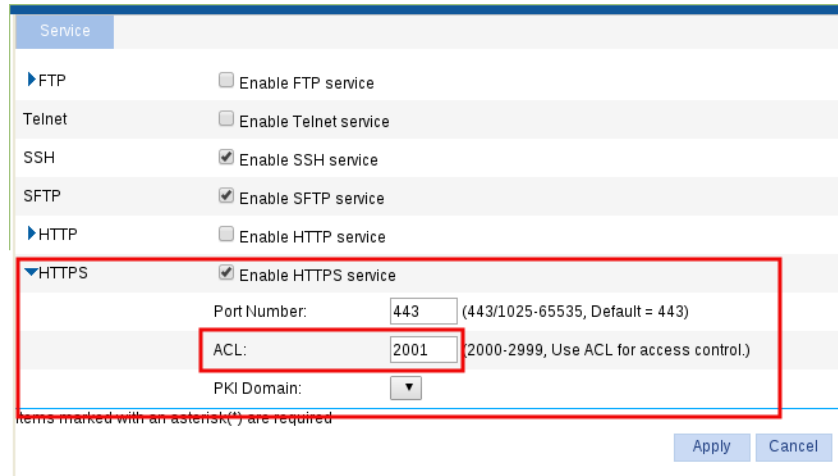 Service
FTP Enable FTP service
Telnet Enable Telnet service
SSH Enable SSH service
SFTP Enable SFTP service
HTTP Enable HTTP service
HTTPS Enable HTTPS service
Port Number: 443 (443/1025-65535, Default = 443)
ACL: 2001 (2000-2999, Use ACL for access control.)
PKI Domain:
Items marked with an asterisk(*) are required
Apply Cancel